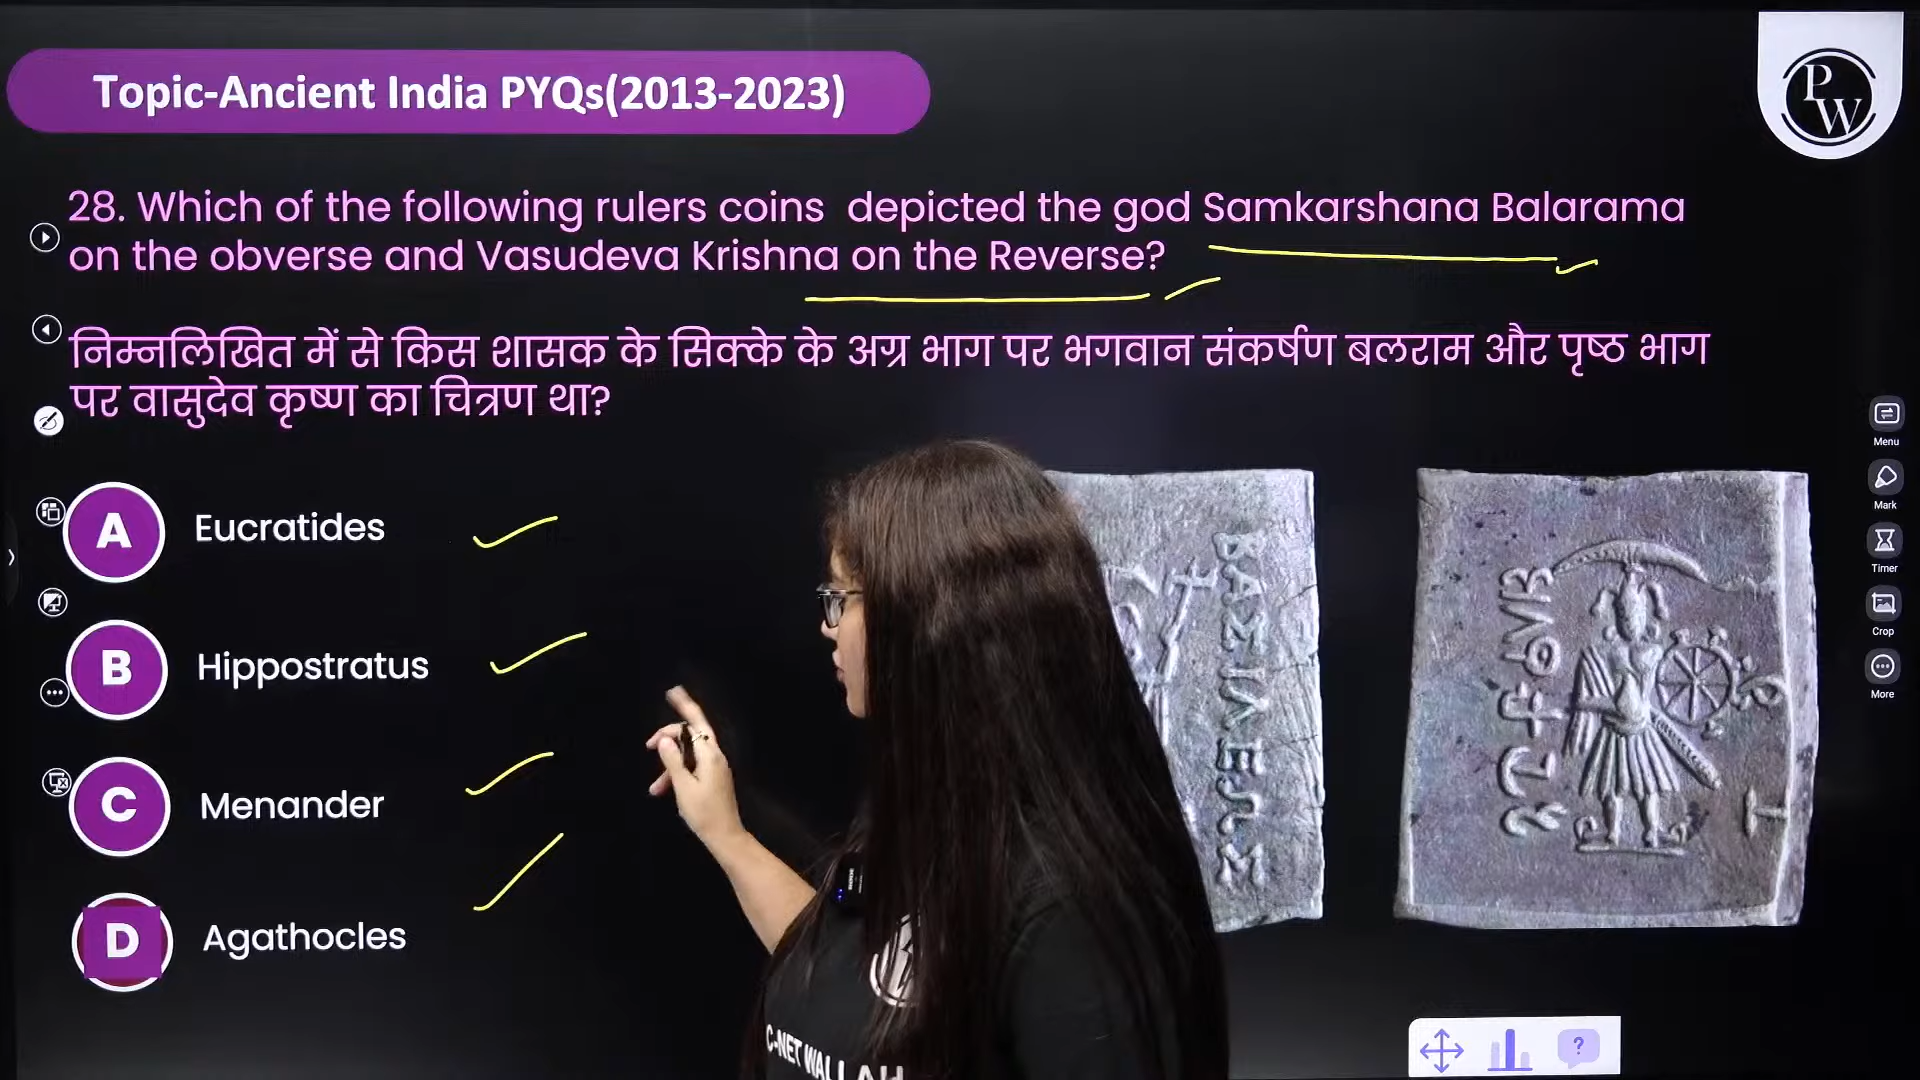 Topic-Ancient India PYQs(2013-2023)
PW
28. Which of the following rulers coins depicted the god Samkarshana Balarama
on the obverse and Vasudeva Krishna on the Reverse?
निम्नलिखित में से किस शासक के सिक्के के अग्र भाग पर भगवान संकर्षण बलराम और पृष्ठ भाग
पर वासुदेव कृष्ण का चित्रण था?
A Eucratides
B Hippostratus
C Menander
D Agathocles
ΒΑΣΙΛΕΩΣ
Menu
Mark
Timer
Crop
More
?